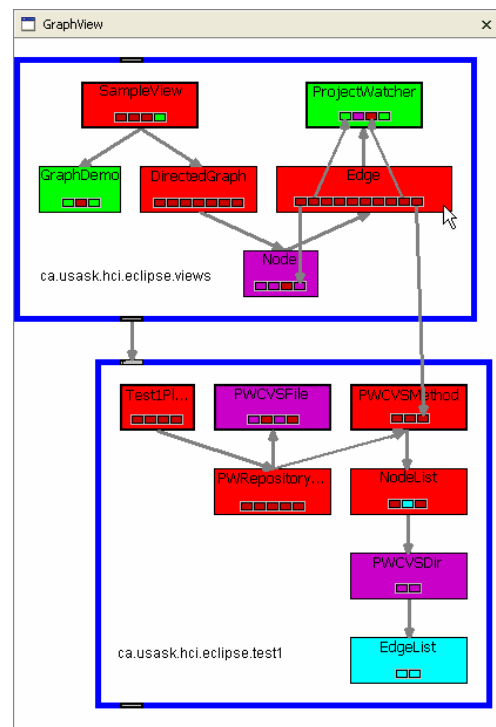 GraphView
SampleView
ProjectWatcher
GraphDemo
DirectedGraph
Edge
Node
ca.usask.hci.eclipse.views
Test1Pl...
PWCVSFile
PWCVSMethod
PWRepository...
NodeList
PWCVSDir
EdgeList
ca.usask.hci.eclipse.test1